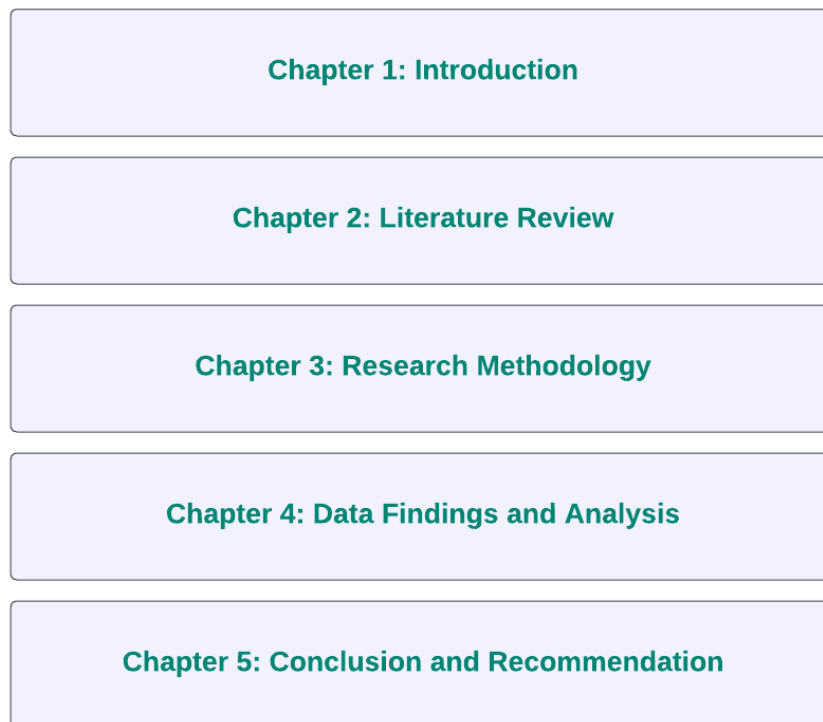 Chapter 1: Introduction
Chapter 2: Literature Review
Chapter 3: Research Methodology
Chapter 4: Data Findings and Analysis
Chapter 5: Conclusion and Recommendation